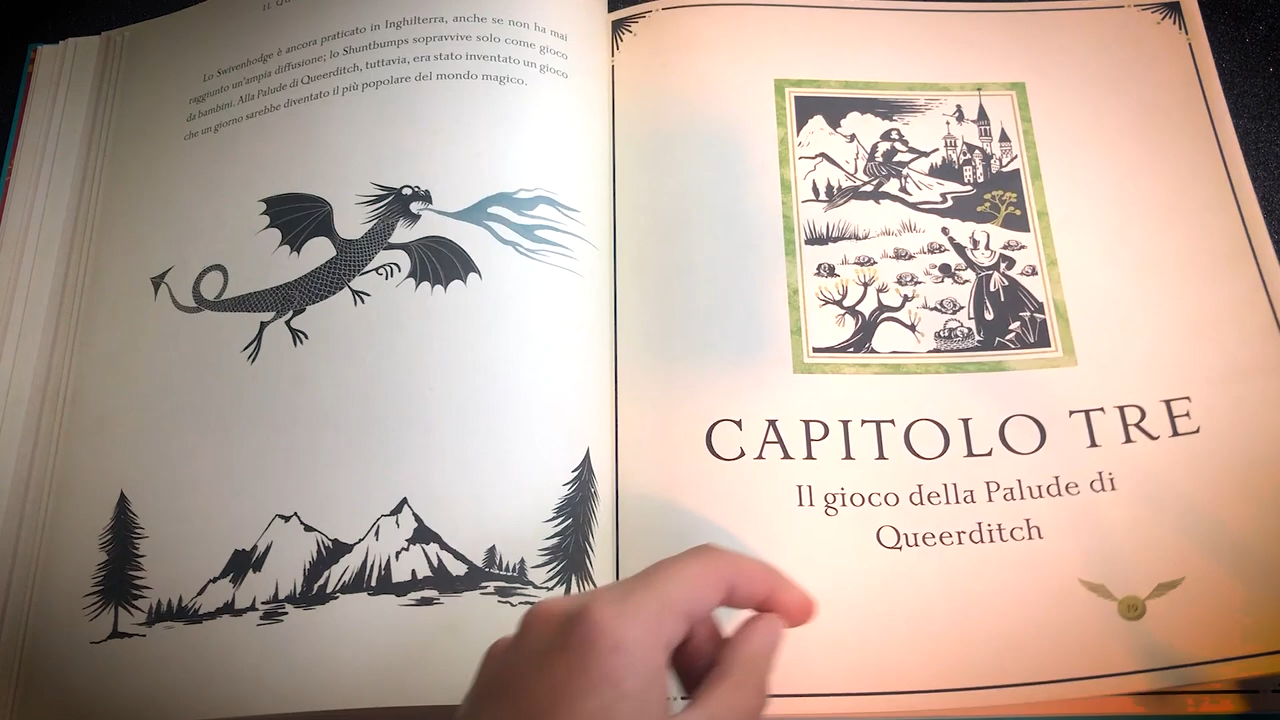 IL QU
Lo Swivenhodge è ancora praticato in Inghilterra, anche se non ha mai
raggiunto un'ampia diffusione; lo Shuntbumps sopravvive solo come gioco
da bambini. Alla Palude di Queerditch, tuttavia, era stato inventato un gioco
che un giorno sarebbe diventato il più popolare del mondo magico.
CAPITOLO TRE
Il gioco della Palude di
Queerditch
19